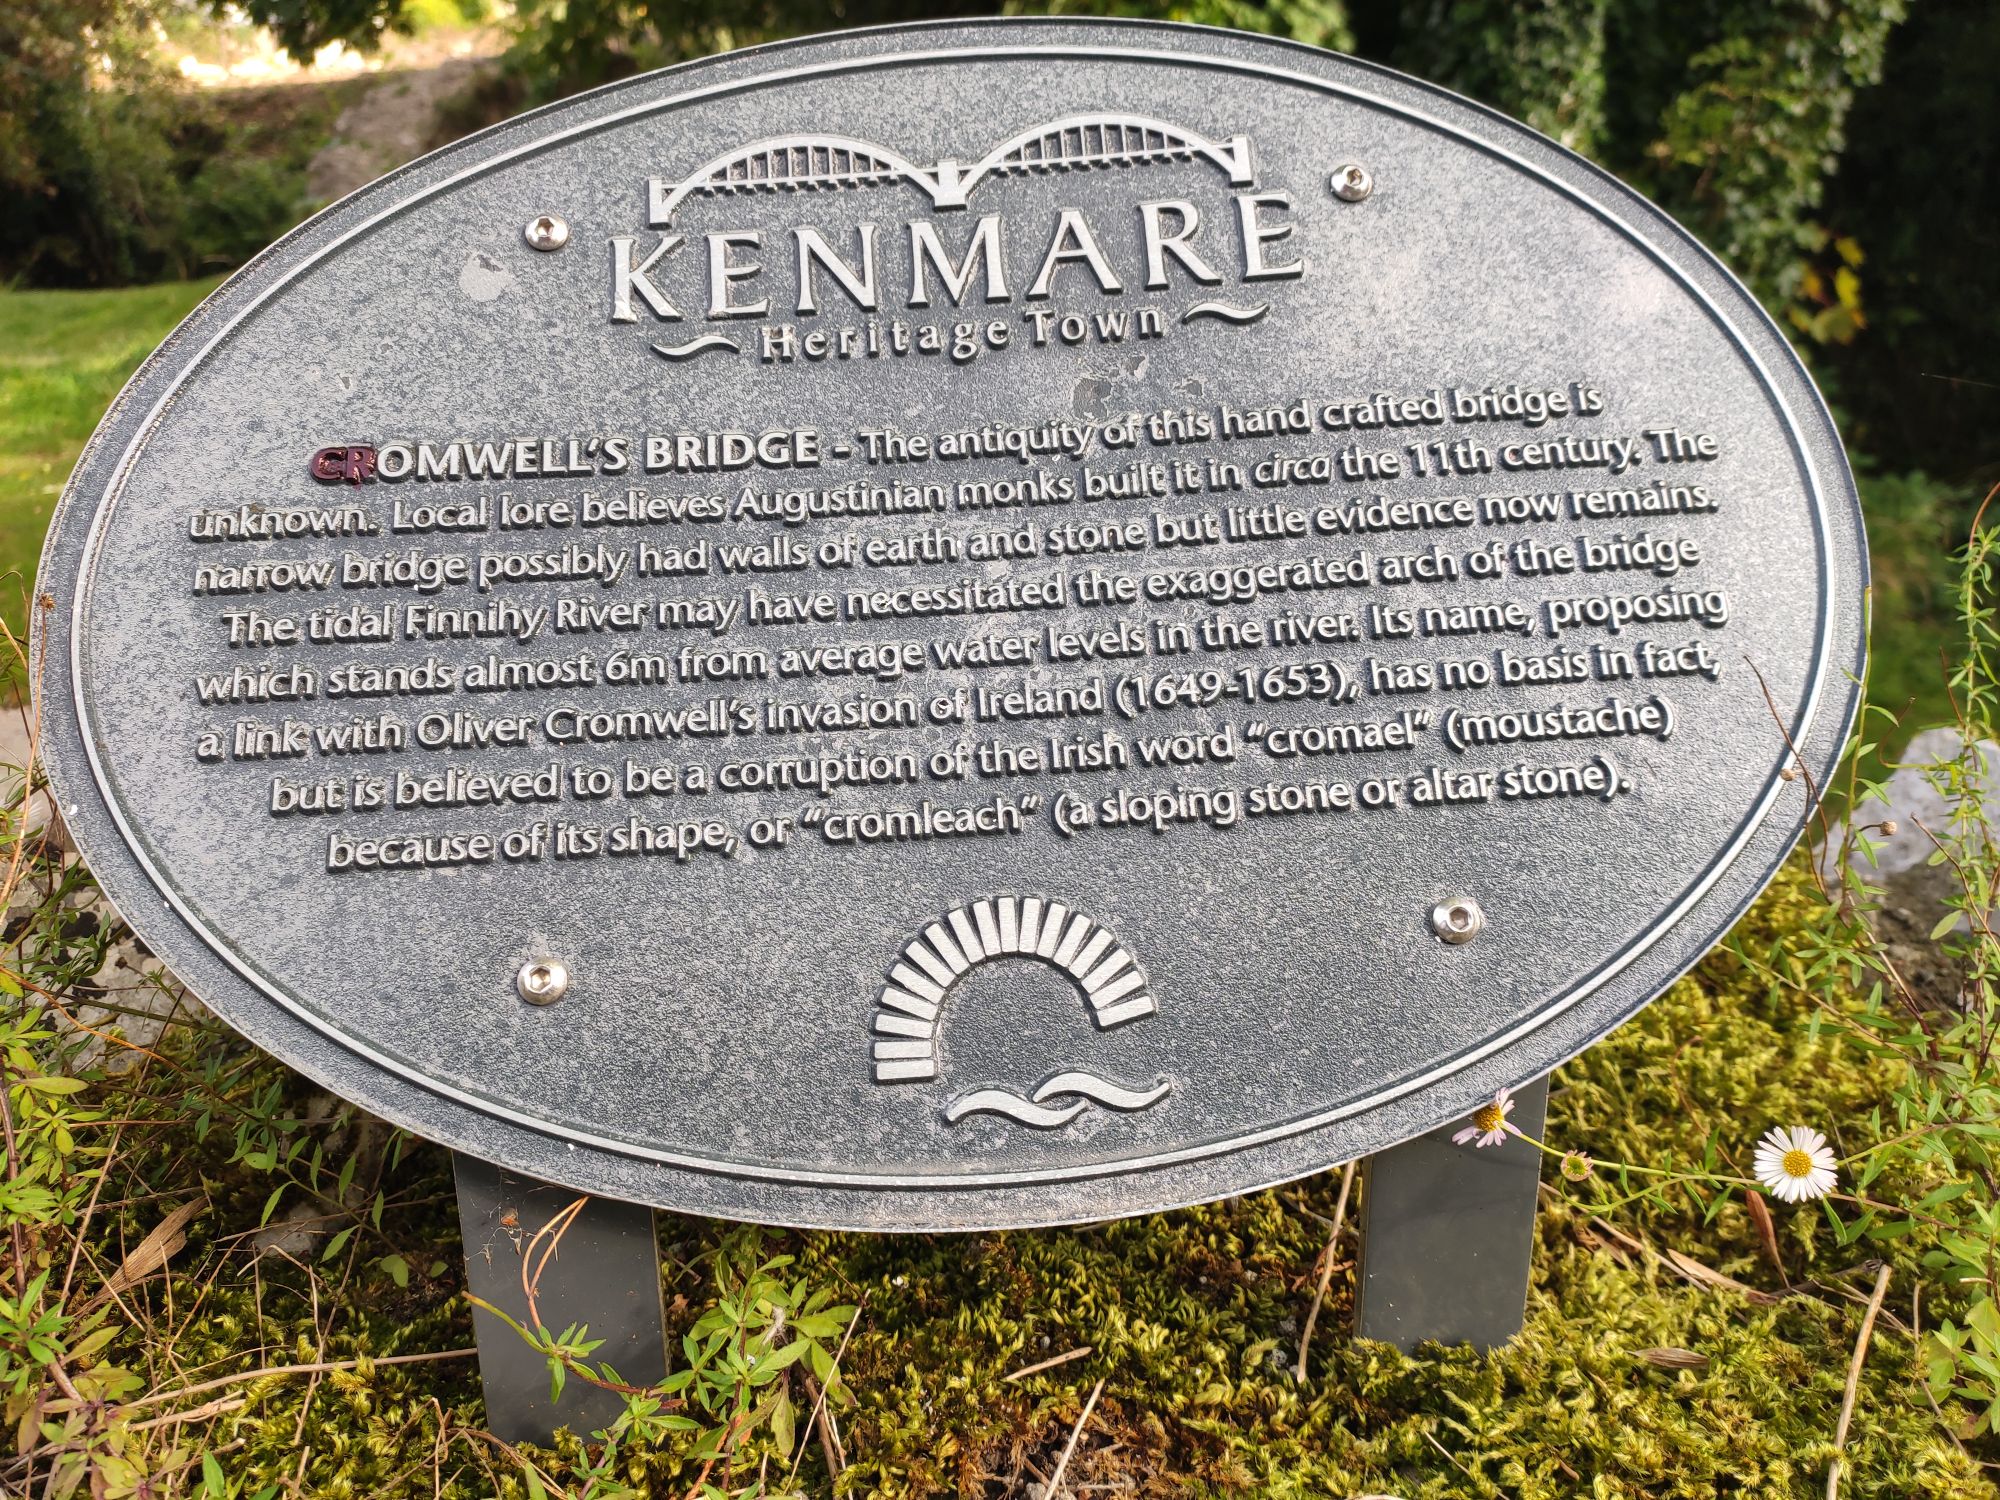 KENMARE
Heritage Town
CROMWELL'S BRIDGE - The antiquity of this hand crafted bridge is
unknown. Local lore believes Augustinian monks built it in circa the 11th century. The
narrow bridge possibly had walls of earth and stone but little evidence now remains.
The tidal Finnihy River may have necessitated the exaggerated arch of the bridge
which stands almost 6m from average water levels in the river. Its name, proposing
a link with Oliver Cromwell's invasion of Ireland (1649-1653), has no basis in fact,
but is believed to be a corruption of the Irish word "cromael" (moustache)
because of its shape, or "cromleach" (a sloping stone or altar stone).